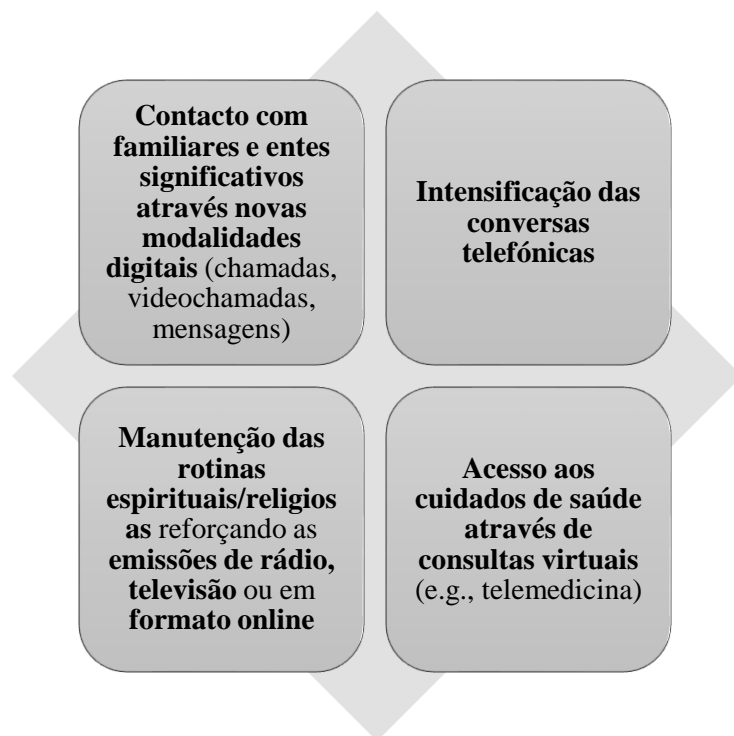 Contacto com
familiares e entes
significativos
através novas
modalidades
digitais (chamadas,
videochamadas,
mensagens)
Intensificação das
conversas
telefónicas
Manutenção das
rotinas
espirituais/religios
as reforçando as
emissões de rádio,
televisão ou em
formato online
Acesso aos
cuidados de saúde
através de
consultas virtuais
(e.g., telemedicina)